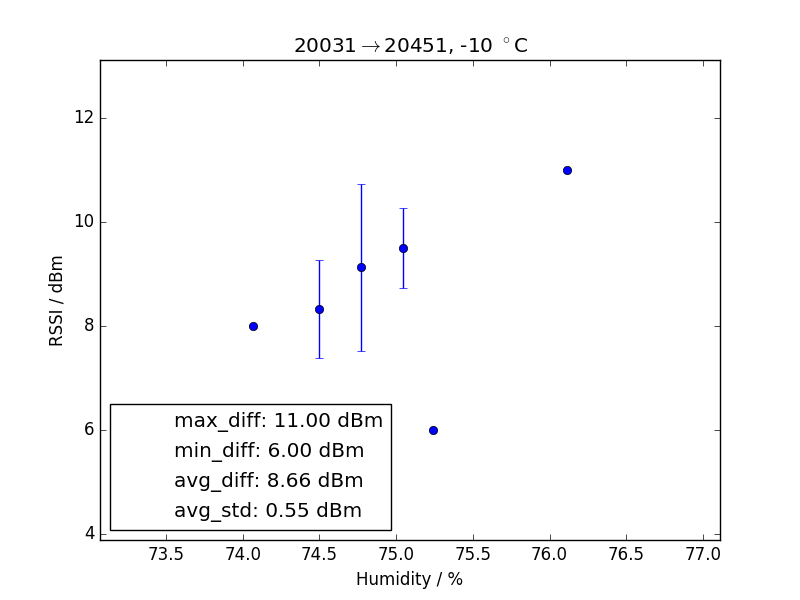 20031→20451, -10 °C
RSSI / dBm
12
10
8
6
4
max_diff: 11.00 dBm
min_diff: 6.00 dBm
avg_diff: 8.66 dBm
avg_std: 0.55 dBm
73.5 74.0 74.5 75.0 75.5 76.0 76.5 77.0
Humidity / %